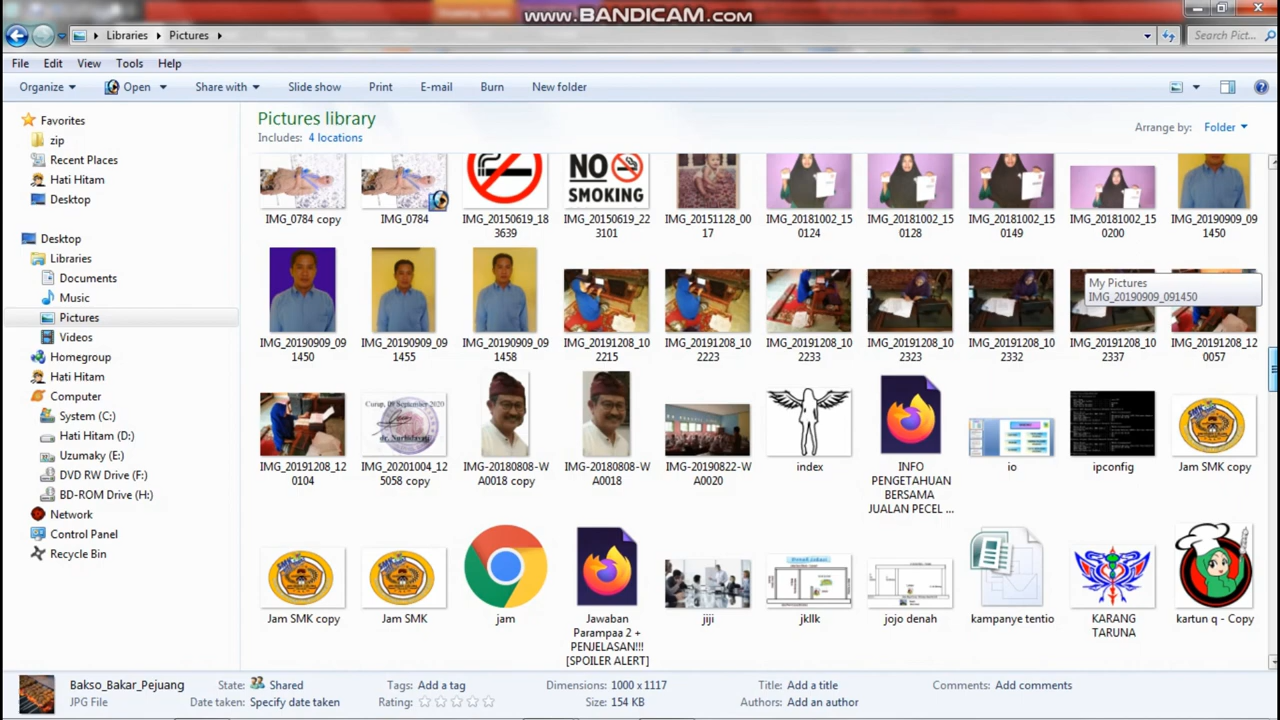 www.BANDICAM.com
Libraries Pictures
Search Pict...
File Edit View Tools Help
Organize Open Share with Slide show Print E-mail Burn New folder
Favorites
zip
Recent Places
Hati Hitam
Desktop
Desktop
Libraries
Documents
Music
Pictures
Videos
Homegroup
Hati Hitam
Computer
System (C:)
Hati Hitam (D:)
Uzumaky (E:)
DVD RW Drive (F:)
BD-ROM Drive (H:)
Network
Control Panel
Recycle Bin
Pictures library
Includes: 4 locations
Arrange by: Folder
NO
SMOKING
IMG_0784 copy
IMG_0784
IMG_20150619_18
3639
IMG_20150619_22
3101
IMG_20151128_00
17
IMG_20181002_15
0124
IMG_20181002_15
0128
IMG_20181002_15
0149
IMG_20181002_15
0200
IMG_20190909_09
1450
My Pictures
IMG_20190909_091450
IMG_20190909_09
1450
IMG_20190909_09
1455
IMG_20190909_09
1458
IMG_20191208_10
2215
IMG_20191208_10
2223
IMG_20191208_10
2233
IMG_20191208_10
2323
IMG_20191208_10
2332
IMG_20191208_10
2337
IMG_20191208_12
0057
IMG_20191208_12
0104
IMG_20201004_12
5058 copy
IMG-20180808-W
A0018 copy
IMG-20180808-W
A0018
IMG-20190822-W
A0020
index
INFO
PENGETAHUAN
BERSAMA
JUALAN PECEL ...
io
ipconfig
Jam SMK copy
Jam SMK copy
Jam SMK
jam
Jawaban
Parampaa 2 +
PENJELASAN!!!
[SPOILER ALERT]
jiji
jkllk
jojo denah
kampanye tentio
KARANG
TARUNA
kartun q - Copy
Bakso_Bakar_Pejuang
JPG File
State: Shared
Date taken: Specify date taken
Tags: Add a tag
Rating:
Dimensions: 1000 x 1117
Size: 154 KB
Title: Add a title
Authors: Add an author
Comments: Add comments